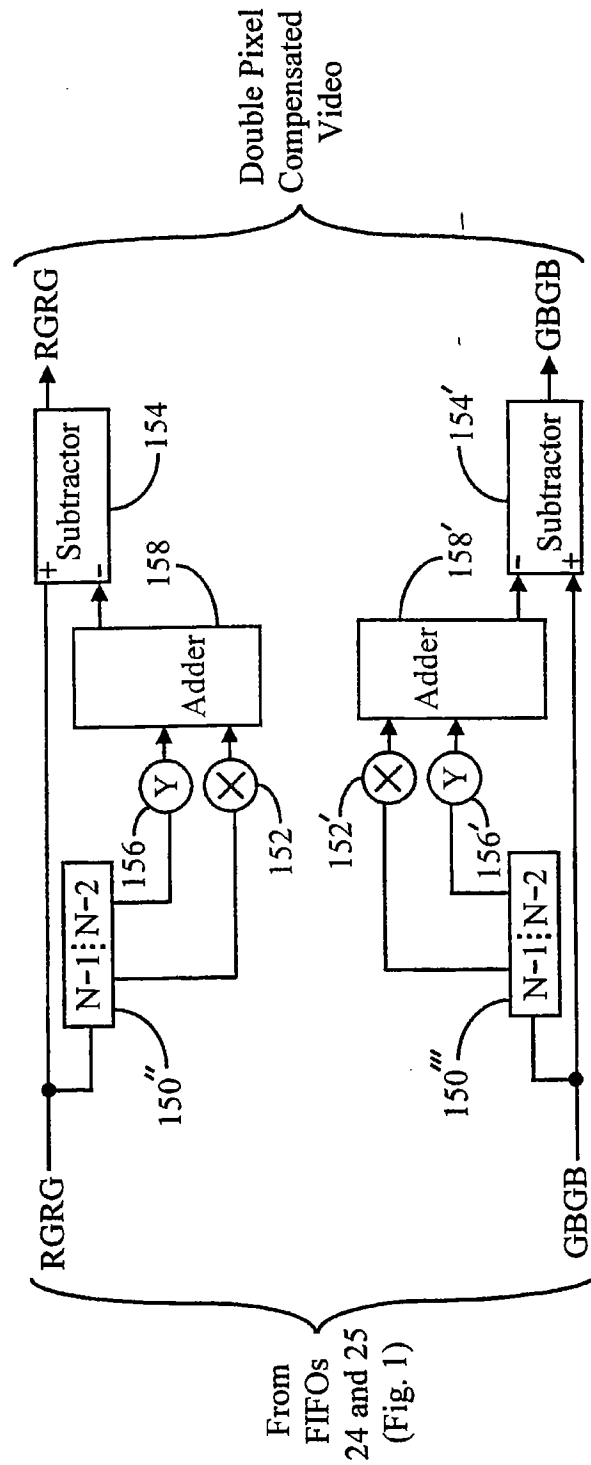 From
FIFOs
24 and 25
(Fig. 1)
RGRG
150″
N-1 N-2
156
Y
152
X
Adder
158
+
-
Subtractor
154
RGRG
GBGB
150‴
N-1 N-2
152′
X
156′
Y
Adder
158′
-
+
Subtractor
154′
GBGB
Double Pixel
Compensated
Video